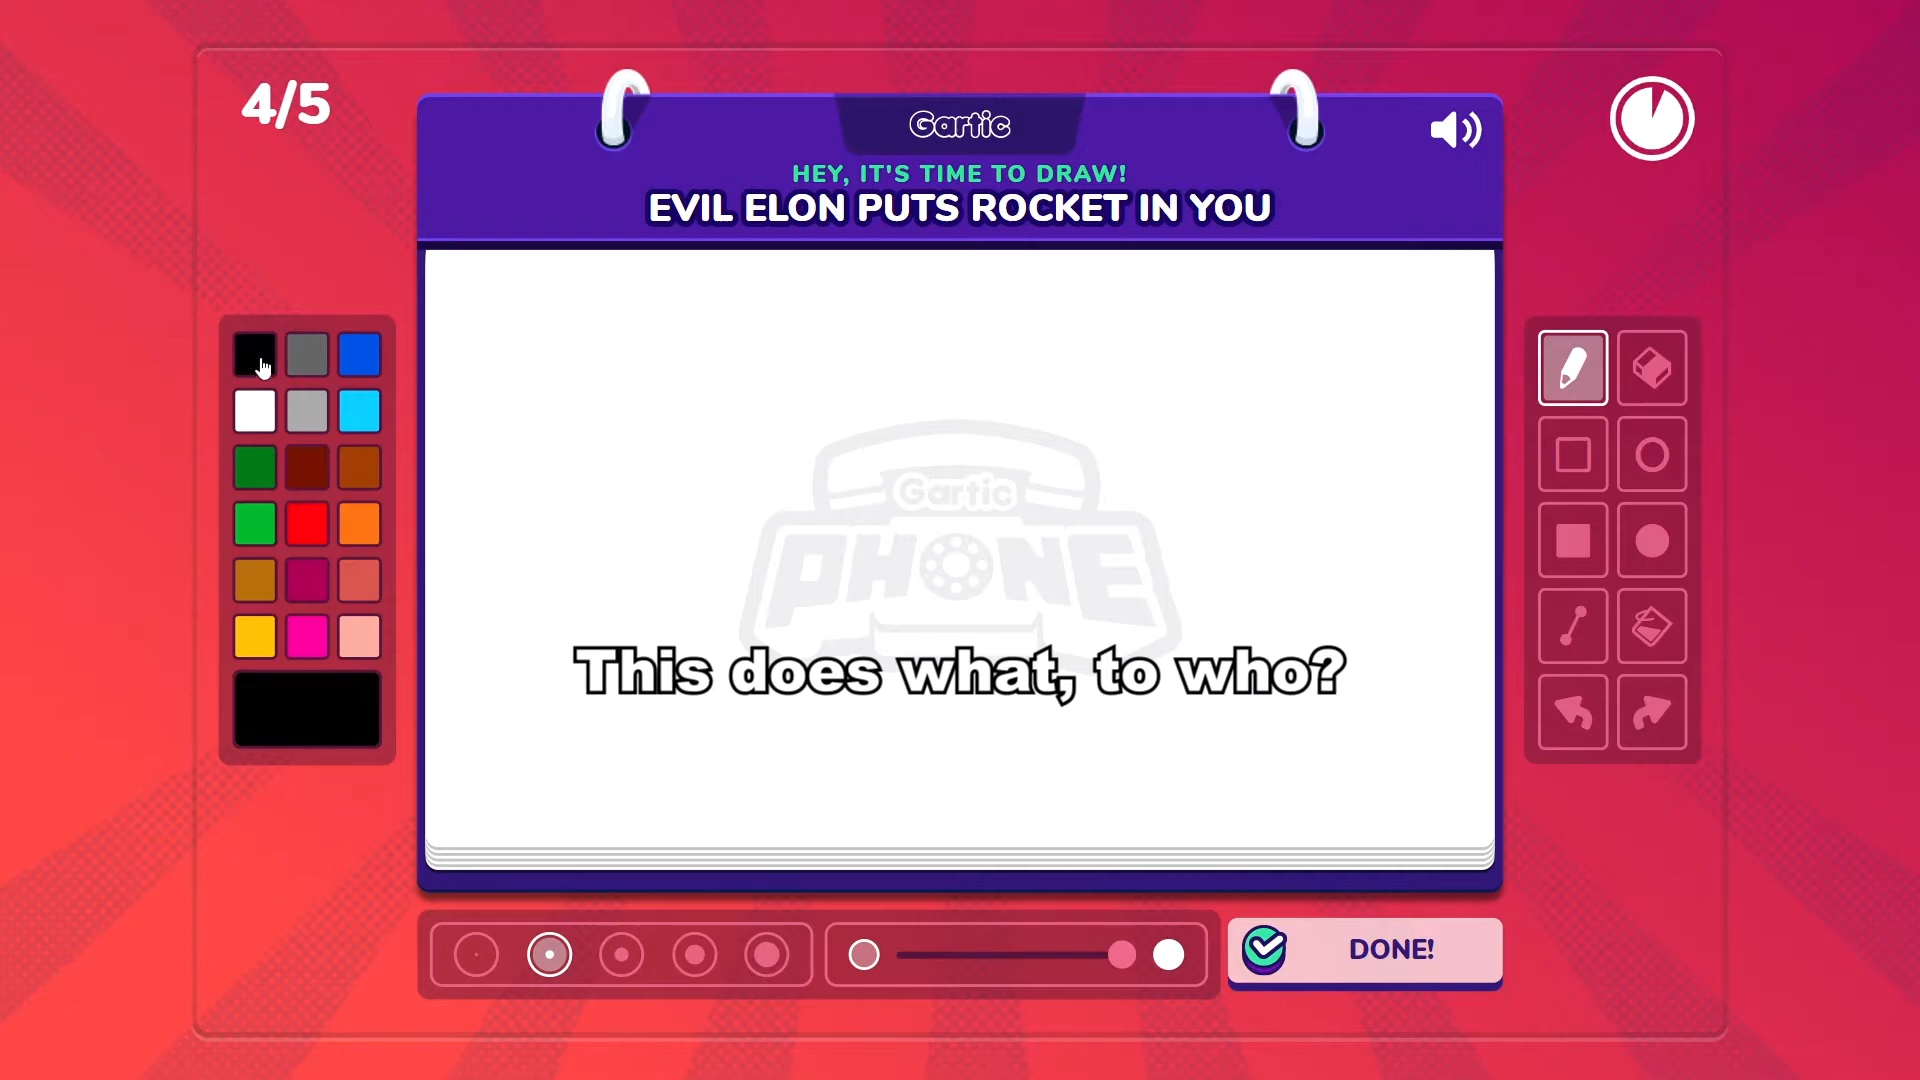 4/5
Gartic
HEY, IT'S TIME TO DRAW!
EVIL ELON PUTS ROCKET IN YOU
Gartic
PHONE
This does what, to who?
DONE!